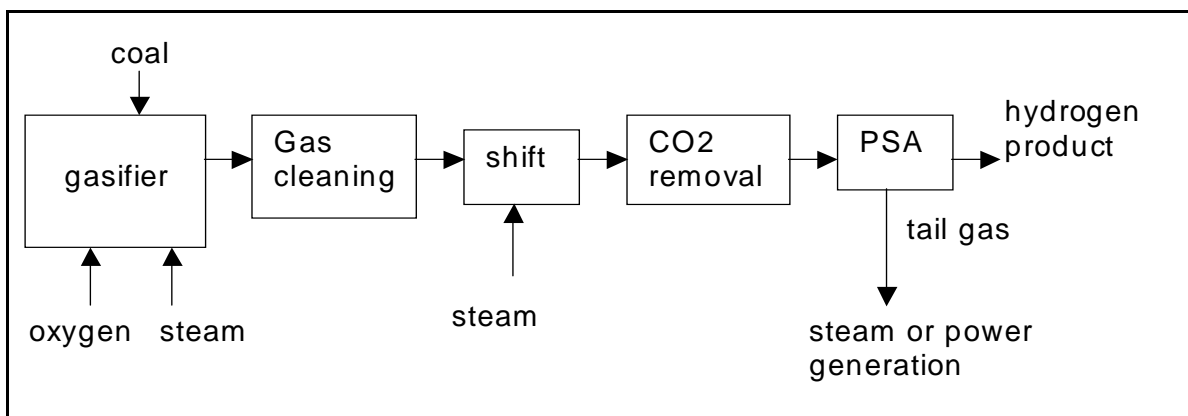 coal
gasifier
oxygen
steam
Gas
cleaning
shift
steam
CO2
removal
PSA
hydrogen
product
tail gas
steam or power
generation